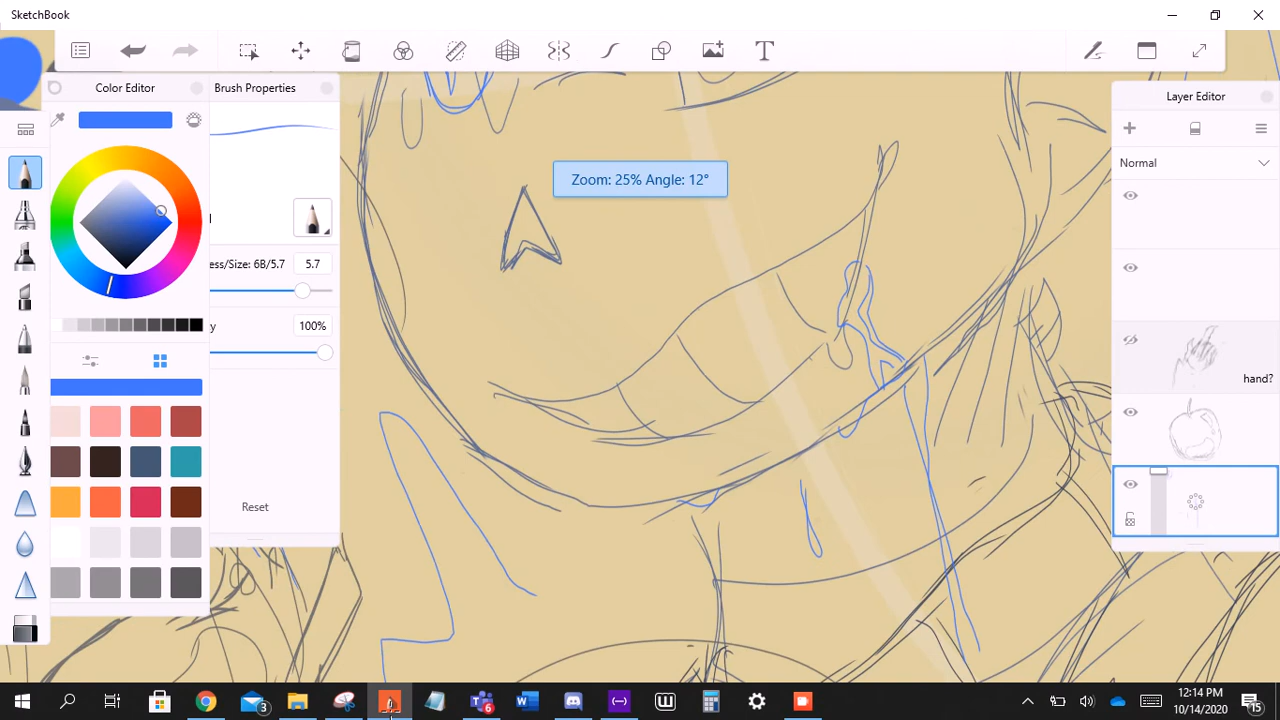 SketchBook
Color Editor
Brush Properties
Layer Editor
Normal
Zoom: 25% Angle: 12°
l
ess/Size: 6B/5.7
5.7
y
100%
Reset
hand?
3
6
W
12:14 PM
10/14/2020
15